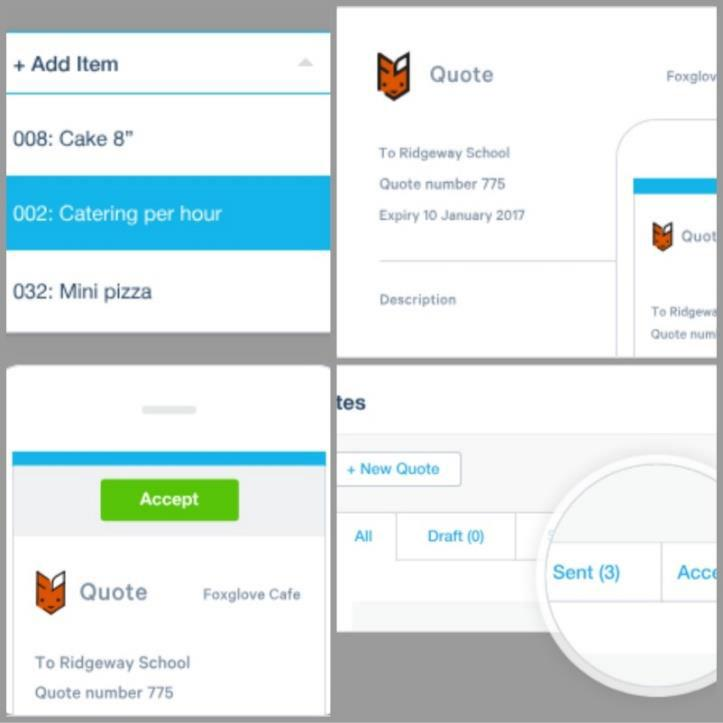 + Add Item
008: Cake 8”
002: Catering per hour
032: Mini pizza
Quote
Foxglov
To Ridgeway School
Quote number 775
Expiry 10 January 2017
Description
Quot
To Ridgewa
Quote num
Accept
Quote
Foxglove Cafe
To Ridgeway School
Quote number 775
tes
+ New Quote
All
Draft (0)
Sent (3)
Acce